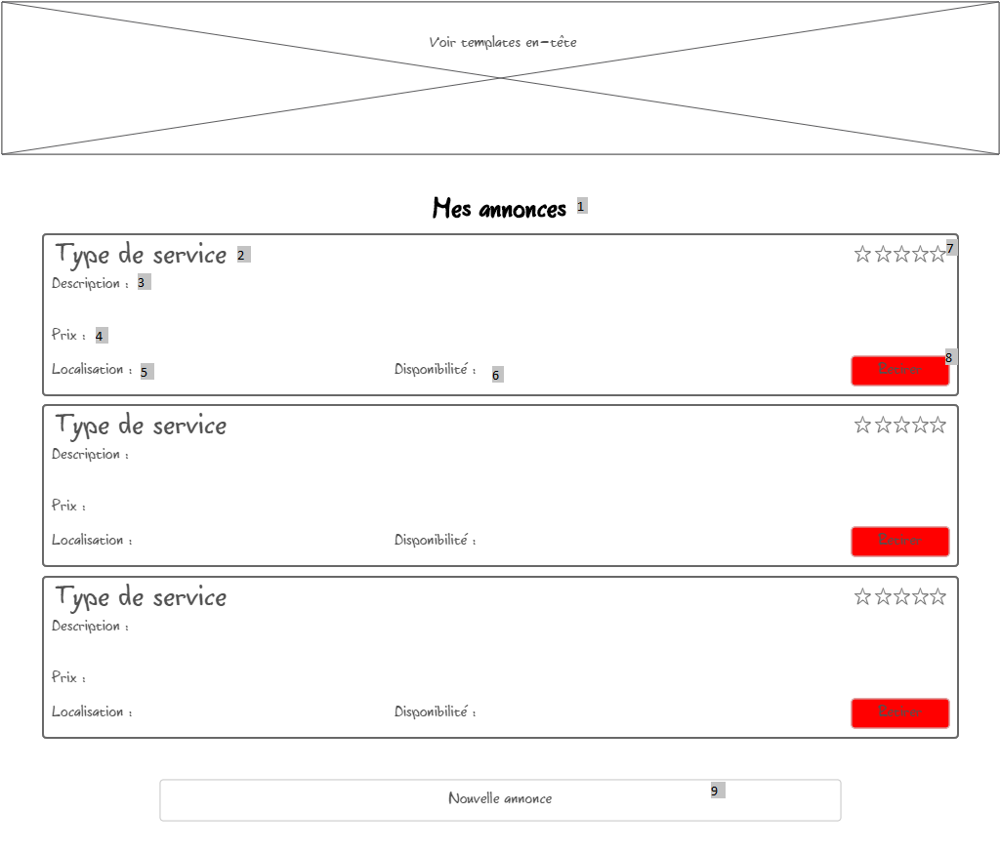 Voir templates en-tête
Mes annonces 1
Type de service 2 7
Description : 3
Prix : 4
8
Localisation : 5 Disponibilité : 6 Retirer
Type de service
Description :
Prix :
Localisation : Disponibilité : Retirer
Type de service
Description :
Prix :
Localisation : Disponibilité : Retirer
9
Nouvelle annonce